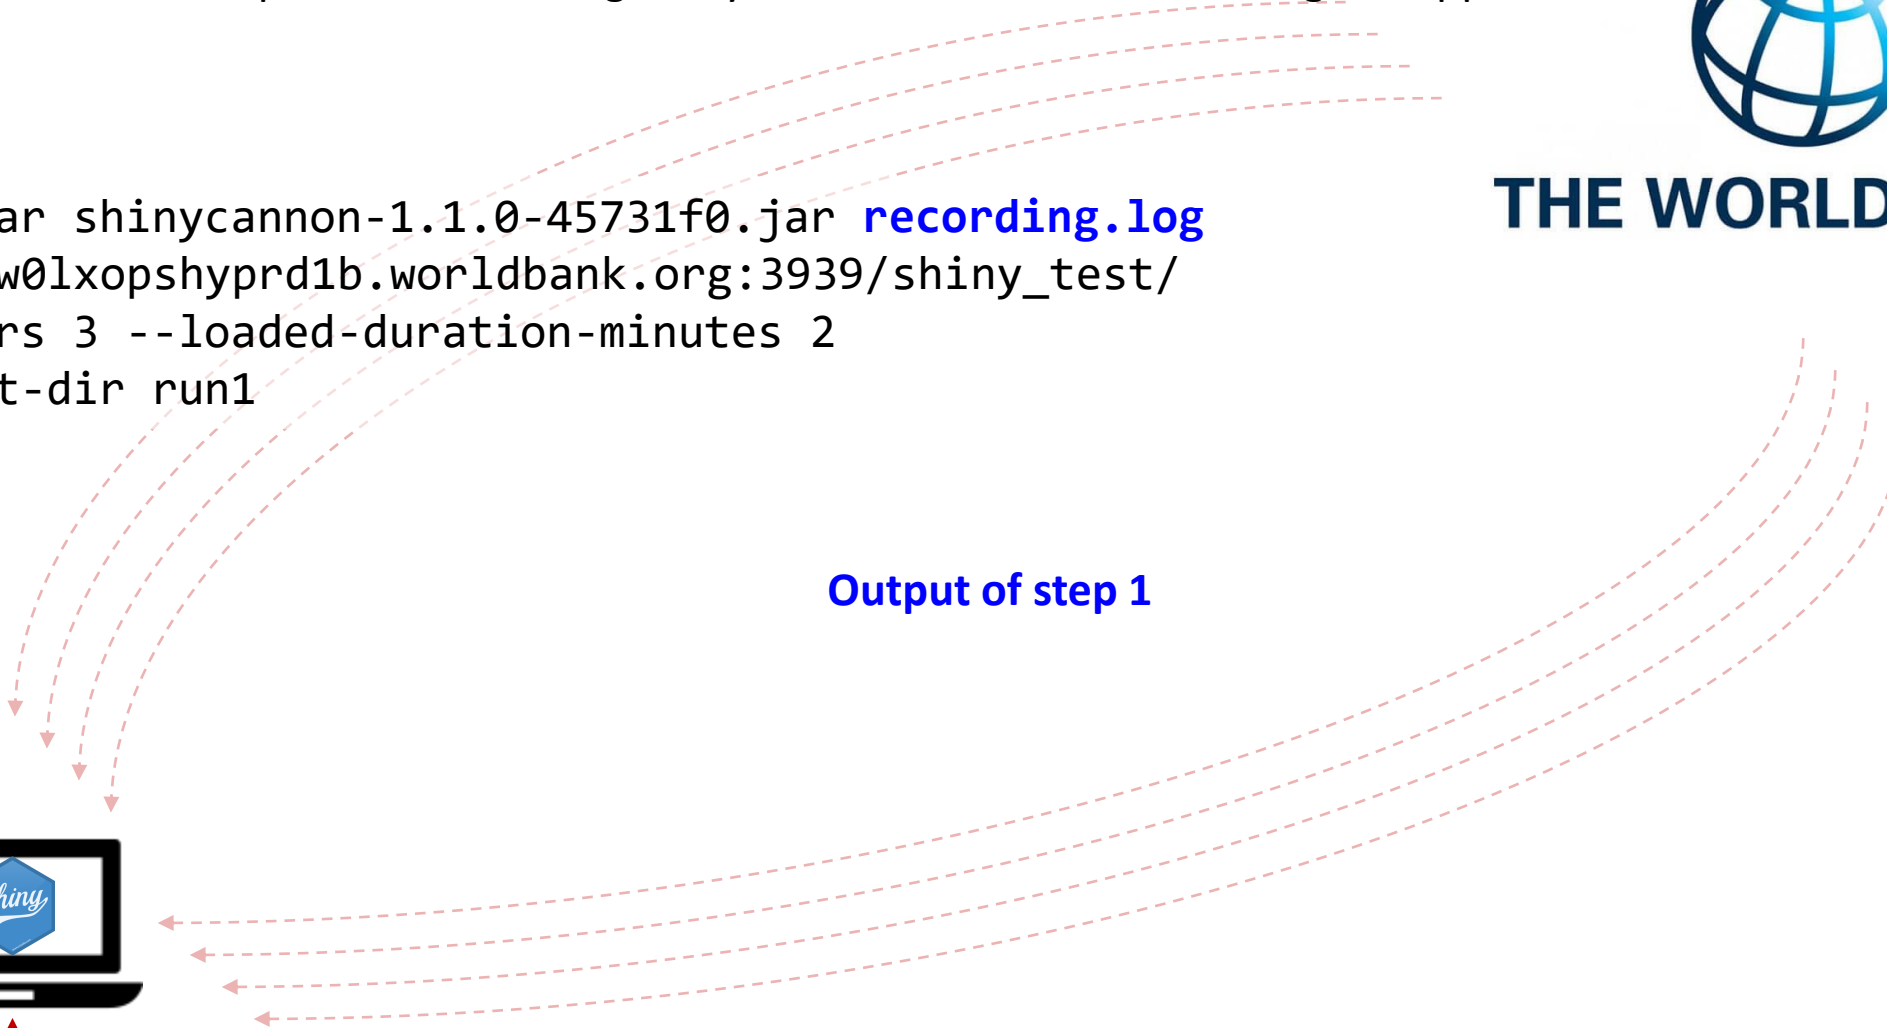 ar shinycannon-1.1.0-45731f0.jar recording.log
w0lxopshyprd1b.worldbank.org:3939/shiny_test/
rs 3 --loaded-duration-minutes 2
t-dir run1
THE WORLD
Output of step 1
hiny